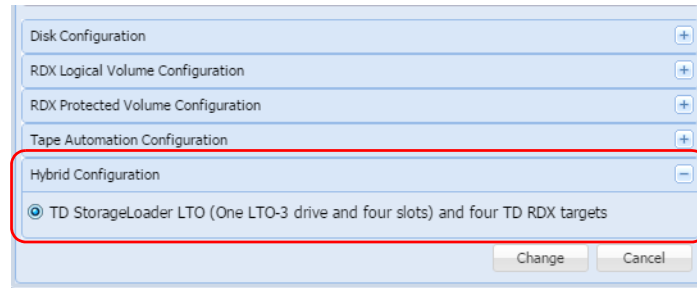 Disk Configuration
RDX Logical Volume Configuration
RDX Protected Volume Configuration
Tape Automation Configuration
Hybrid Configuration
TD StorageLoader LTO (One LTO-3 drive and four slots) and four TD RDX targets
Change Cancel